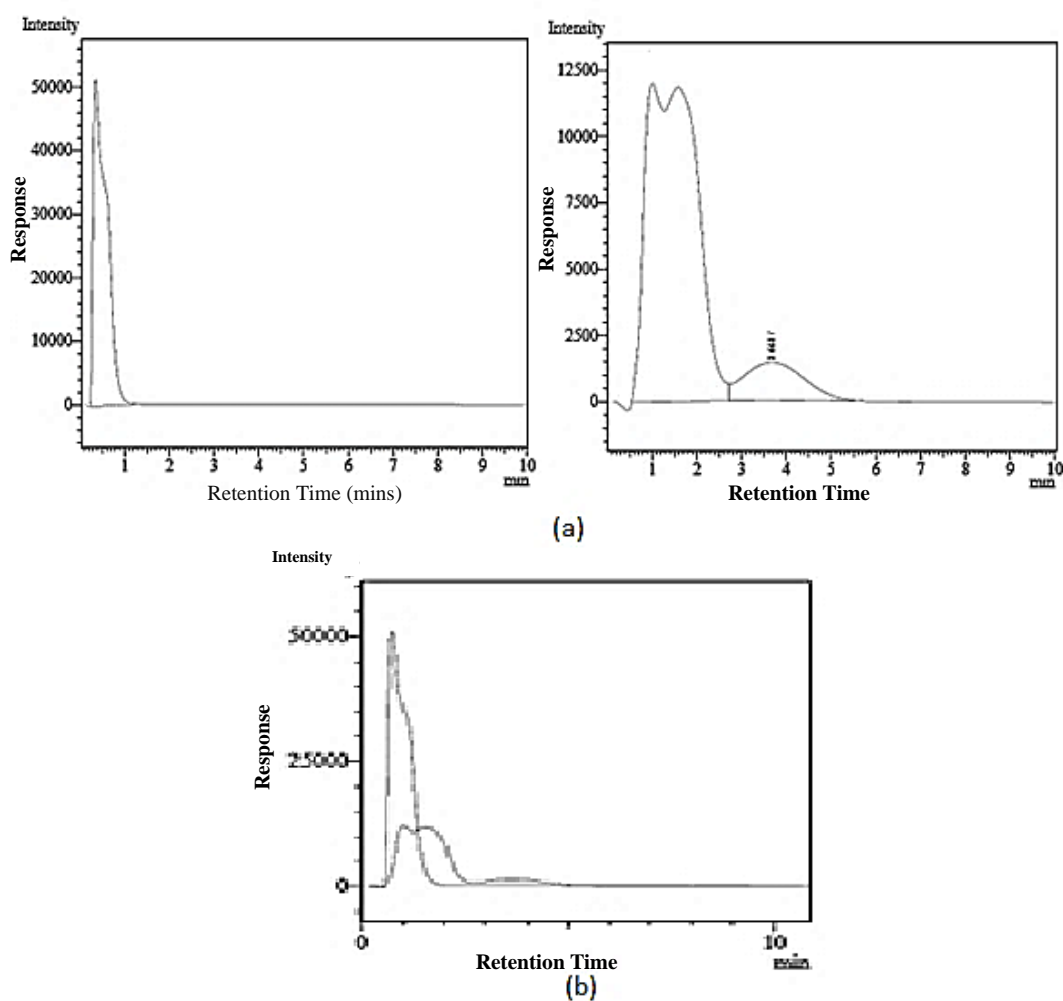 Intensity
50000
40000
30000
20000
10000
0
Response
1 2 3 4 5 6 7 8 9 10
min
Retention Time (mins)
Intensity
12500
10000
7500
5000
2500
0
Response
1 2 3 4 5 6 7 8 9 10
min
Retention Time
(a)
Intensity
50000
25000
0
Response
0 10
min
Retention Time
(b)